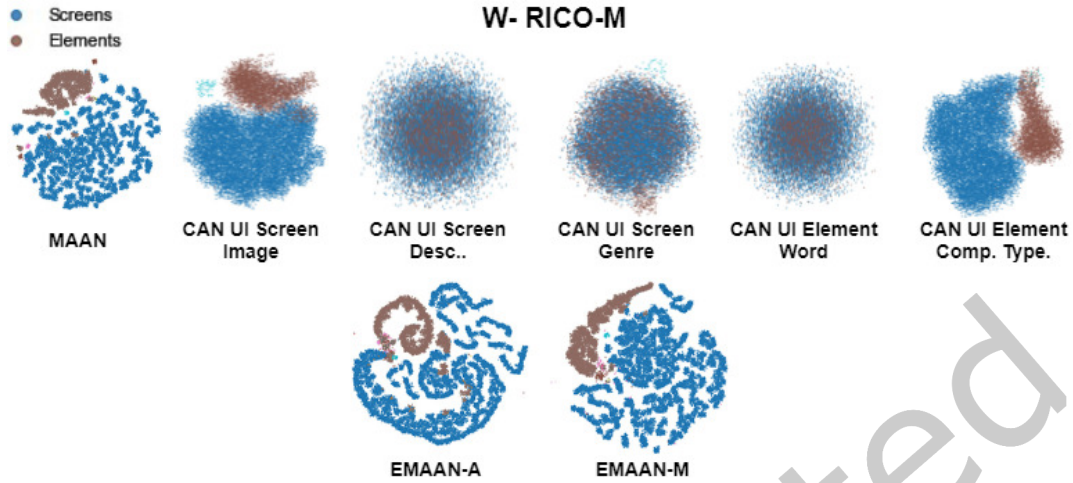 W- RICO-M
Screens
Elements
MAAN
CAN UI Screen
Image
CAN UI Screen
Desc..
CAN UI Screen
Genre
CAN UI Element
Word
CAN UI Element
Comp. Type.
EMAAN-A
EMAAN-M
ted